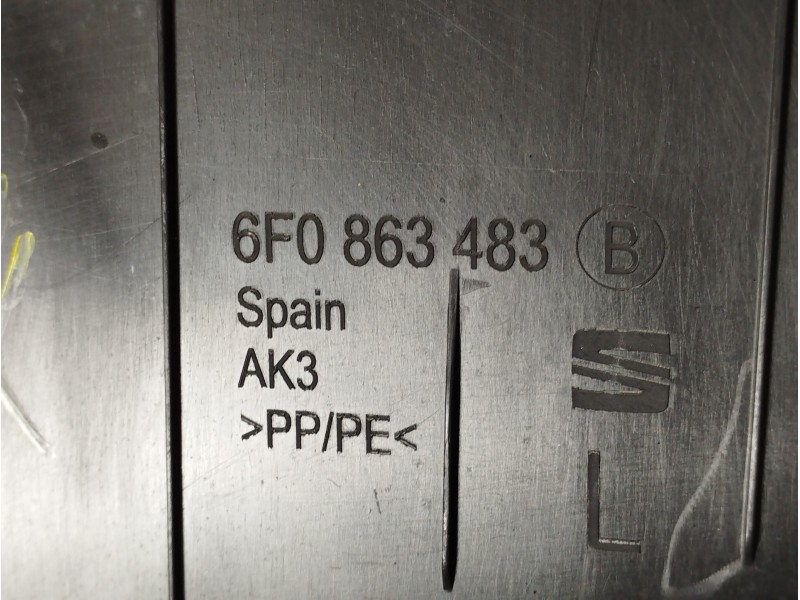 6F0 863 483 B
Spain
AK3
>PP/PE<
L